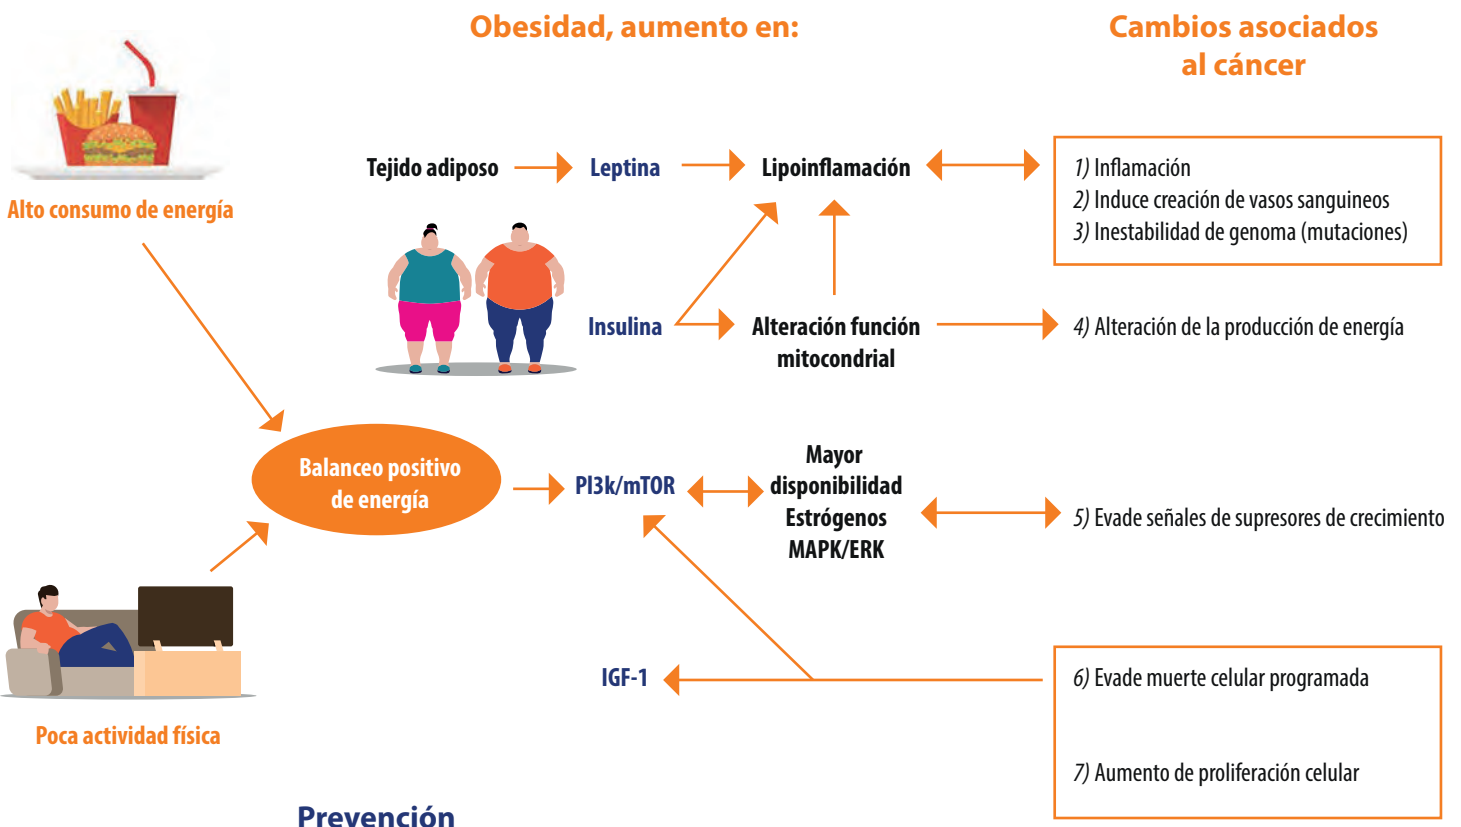 Obesidad, aumento en:
Cambios asociados
al cáncer
Alto consumo de energía
Tejido adiposo
Leptina
Lipoinflamación
1) Inflamación
2) Induce creación de vasos sanguineos
3) Inestabilidad de genoma (mutaciones)
Insulina
Alteración función
mitocondrial
4) Alteración de la producción de energía
Balanceo positivo
de energía
PI3k/mTOR
Mayor
disponibilidad
Estrógenos
MAPK/ERK
5) Evade señales de supresores de crecimiento
Poca actividad física
IGF-1
6) Evade muerte celular programada
7) Aumento de proliferación celular
Prevención